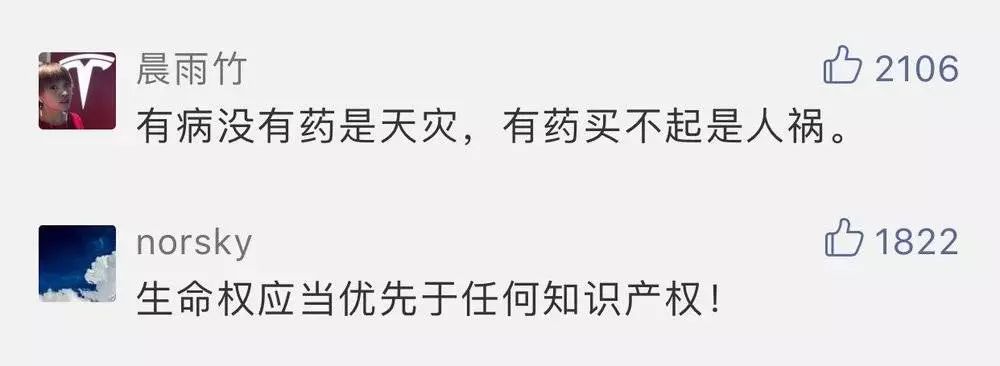 晨雨竹
2106
有病没有药是天灾，有药买不起是人祸。
norsky
1822
生命权应当优先于任何知识产权！